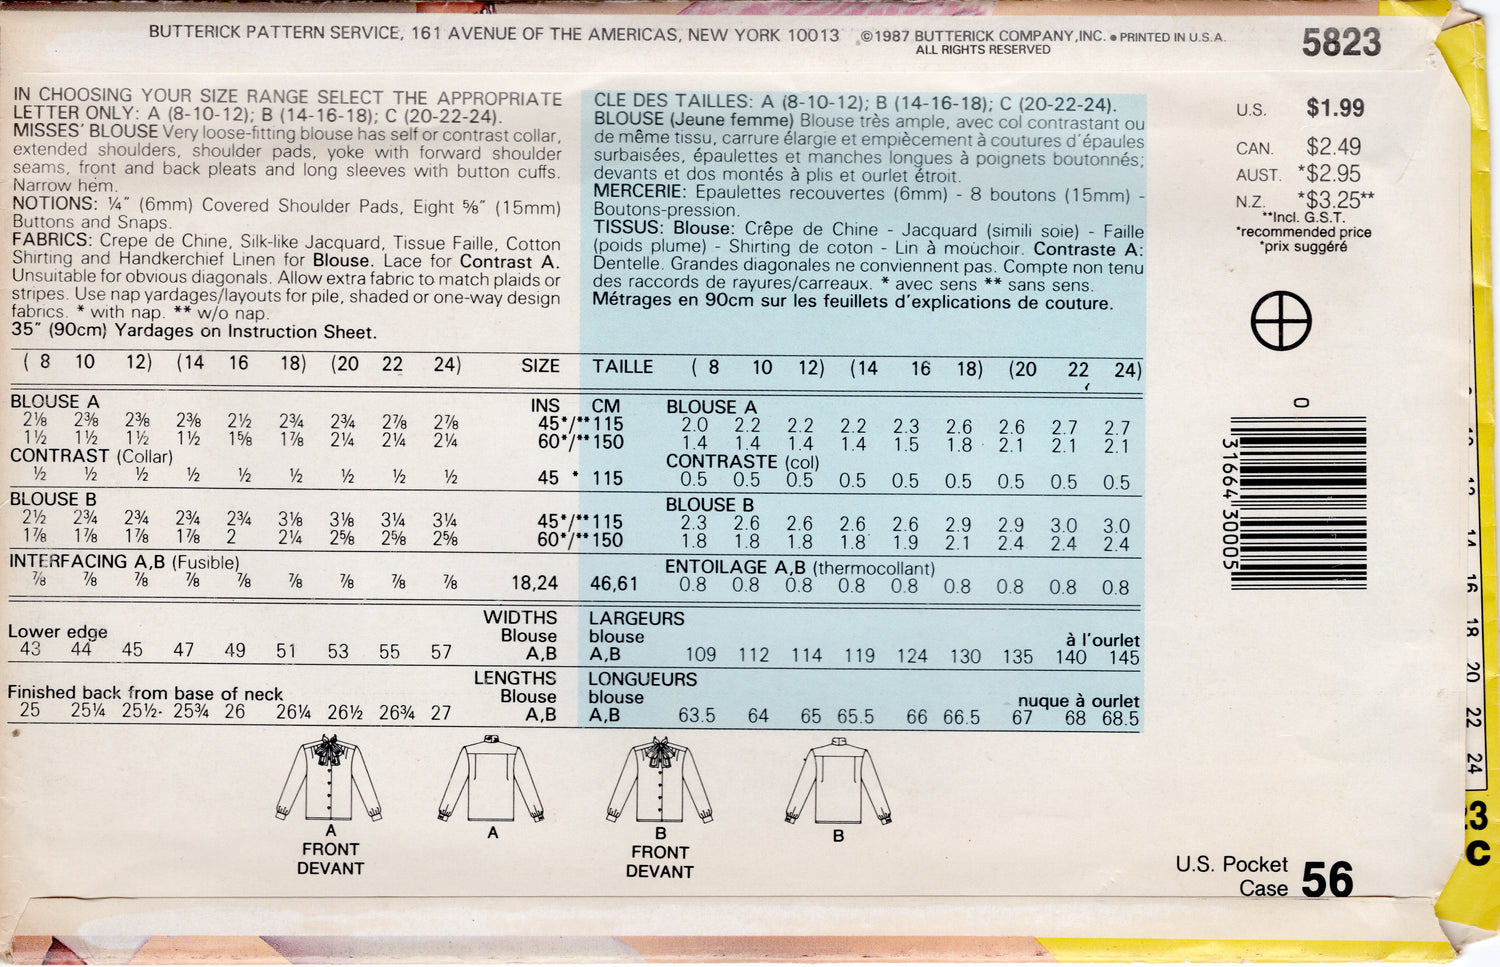 BUTTERICK PATTERN SERVICE, 161 AVENUE OF THE AMERICAS, NEW YORK 10013 ©1987 BUTTERICK COMPANY,INC. • PRINTED IN U.S.A.
ALL RIGHTS RESERVED
5823
IN CHOOSING YOUR SIZE RANGE SELECT THE APPROPRIATE
LETTER ONLY: A (8-10-12); B (14-16-18); C (20-22-24).
MISSES' BLOUSE Very loose-fitting blouse has self or contrast collar,
extended shoulders, shoulder pads, yoke with forward shoulder
seams, front and back pleats and long sleeves with button cuffs.
Narrow hem.
NOTIONS: ¼" (6mm) Covered Shoulder Pads, Eight ⅝" (15mm)
Buttons and Snaps.
FABRICS: Crepe de Chine, Silk-like Jacquard, Tissue Faille, Cotton
Shirting and Handkerchief Linen for Blouse. Lace for Contrast A.
Unsuitable for obvious diagonals. Allow extra fabric to match plaids or
stripes. Use nap yardages/layouts for pile, shaded or one-way design
fabrics. * with nap. ** w/o nap.
35" (90cm) Yardages on Instruction Sheet.
CLE DES TAILLES: A (8-10-12); B (14-16-18); C (20-22-24).
BLOUSE (Jeune femme) Blouse très ample, avec col contrastant ou
de même tissu, carrure élargie et empiècement à coutures d'épaules
surbaisées, épaulettes et manches longues à poignets boutonnés;
devants et dos montés à plis et ourlet étroit.
MERCERIE: Epaulettes recouvertes (6mm) - 8 boutons (15mm) -
Boutons-pression.
TISSUS: Blouse: Crêpe de Chine - Jacquard (simili soie) - Faille
(poids plume) - Shirting de coton - Lin à mouchoir. Contraste A:
Dentelle. Grandes diagonales ne conviennent pas. Compte non tenu
des raccords de rayures/carreaux. * avec sens ** sans sens.
Métrages en 90cm sur les feuillets d'explications de couture.
U.S. $1.99
CAN. $2.49
AUST. *$2.95
N.Z. *$3.25**
**Incl. G.S.T.
*recommended price
*prix suggéré
( 8 10 12) (14 16 18) (20 22 24) SIZE TAILLE ( 8 10 12) (14 16 18) (20 22 24)
BLOUSE A INS CM BLOUSE A
2⅛ 2⅜ 2⅜ 2⅜ 2½ 2¾ 2¾ 2⅞ 2⅞ 45*/** 115 2.0 2.2 2.2 2.2 2.3 2.6 2.6 2.7 2.7
1½ 1½ 1½ 1½ 1⅝ 1⅞ 2¼ 2¼ 2¼ 60*/** 150 1.4 1.4 1.4 1.4 1.5 1.8 2.1 2.1 2.1
CONTRAST (Collar) CONTRASTE (col)
½ ½ ½ ½ ½ ½ ½ ½ ½ 45 * 115 0.5 0.5 0.5 0.5 0.5 0.5 0.5 0.5 0.5
BLOUSE B BLOUSE B
2½ 2¾ 2¾ 2¾ 2¾ 3⅛ 3⅛ 3¼ 3¼ 45*/** 115 2.3 2.6 2.6 2.6 2.6 2.9 2.9 3.0 3.0
1⅞ 1⅞ 1⅞ 1⅞ 2 2¼ 2⅝ 2⅝ 2⅝ 60*/** 150 1.8 1.8 1.8 1.8 1.9 2.1 2.4 2.4 2.4
INTERFACING A,B (Fusible) ENTOILAGE A,B (thermocollant)
⅞ ⅞ ⅞ ⅞ ⅞ ⅞ ⅞ ⅞ ⅞ 18,24 46,61 0.8 0.8 0.8 0.8 0.8 0.8 0.8 0.8 0.8
WIDTHS LARGEURS
Lower edge Blouse blouse à l'ourlet
43 44 45 47 49 51 53 55 57 A,B A,B 109 112 114 119 124 130 135 140 145
LENGTHS LONGUEURS
Finished back from base of neck Blouse blouse nuque à ourlet
25 25¼ 25½ 25¾ 26 26¼ 26½ 26¾ 27 A,B A,B 63.5 64 65 65.5 66 66.5 67 68 68.5
A
FRONT
DEVANT
A
B
FRONT
DEVANT
B
0
31664 30005
U.S. Pocket
Case 56
12
14
16
18
20
22
24
3
C